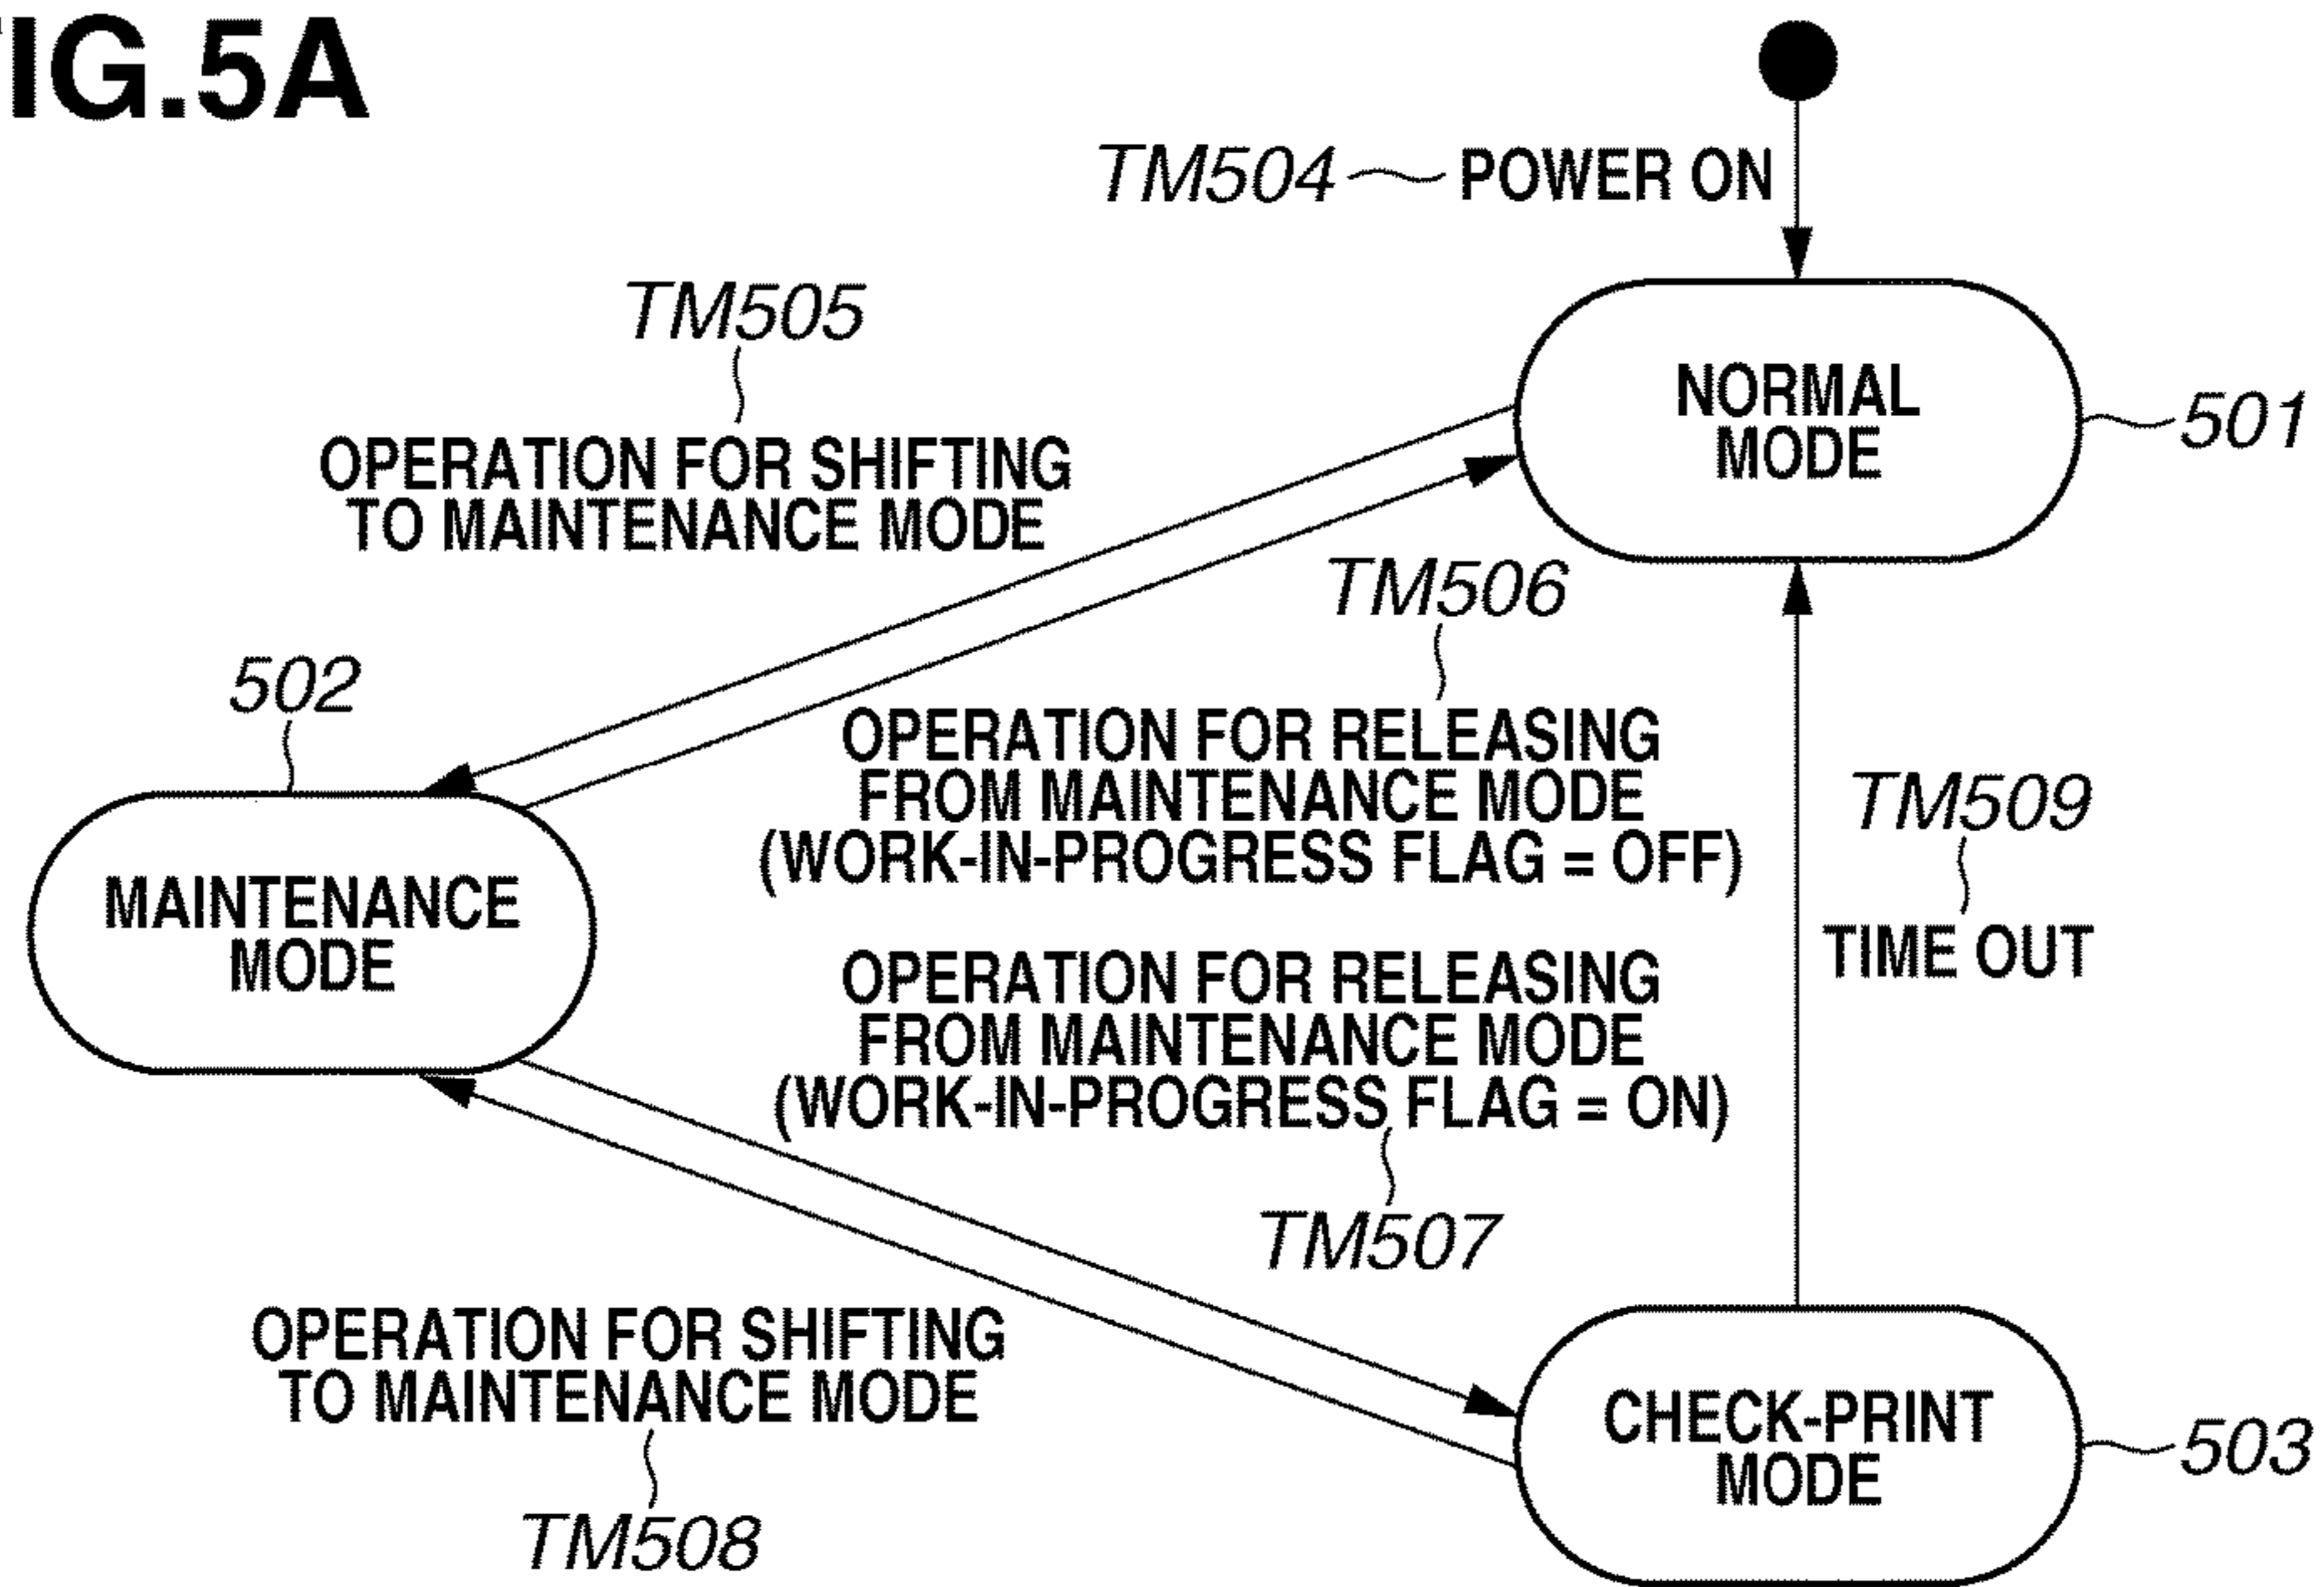 FIG.5A
TM504
POWER ON
TM505
OPERATION FOR SHIFTING
TO MAINTENANCE MODE
NORMAL
MODE
501
TM506
OPERATION FOR RELEASING
FROM MAINTENANCE MODE
(WORK-IN-PROGRESS FLAG = OFF)
502
MAINTENANCE
MODE
TM509
TIME OUT
OPERATION FOR RELEASING
FROM MAINTENANCE MODE
(WORK-IN-PROGRESS FLAG = ON)
TM507
OPERATION FOR SHIFTING
TO MAINTENANCE MODE
TM508
CHECK-PRINT
MODE
503